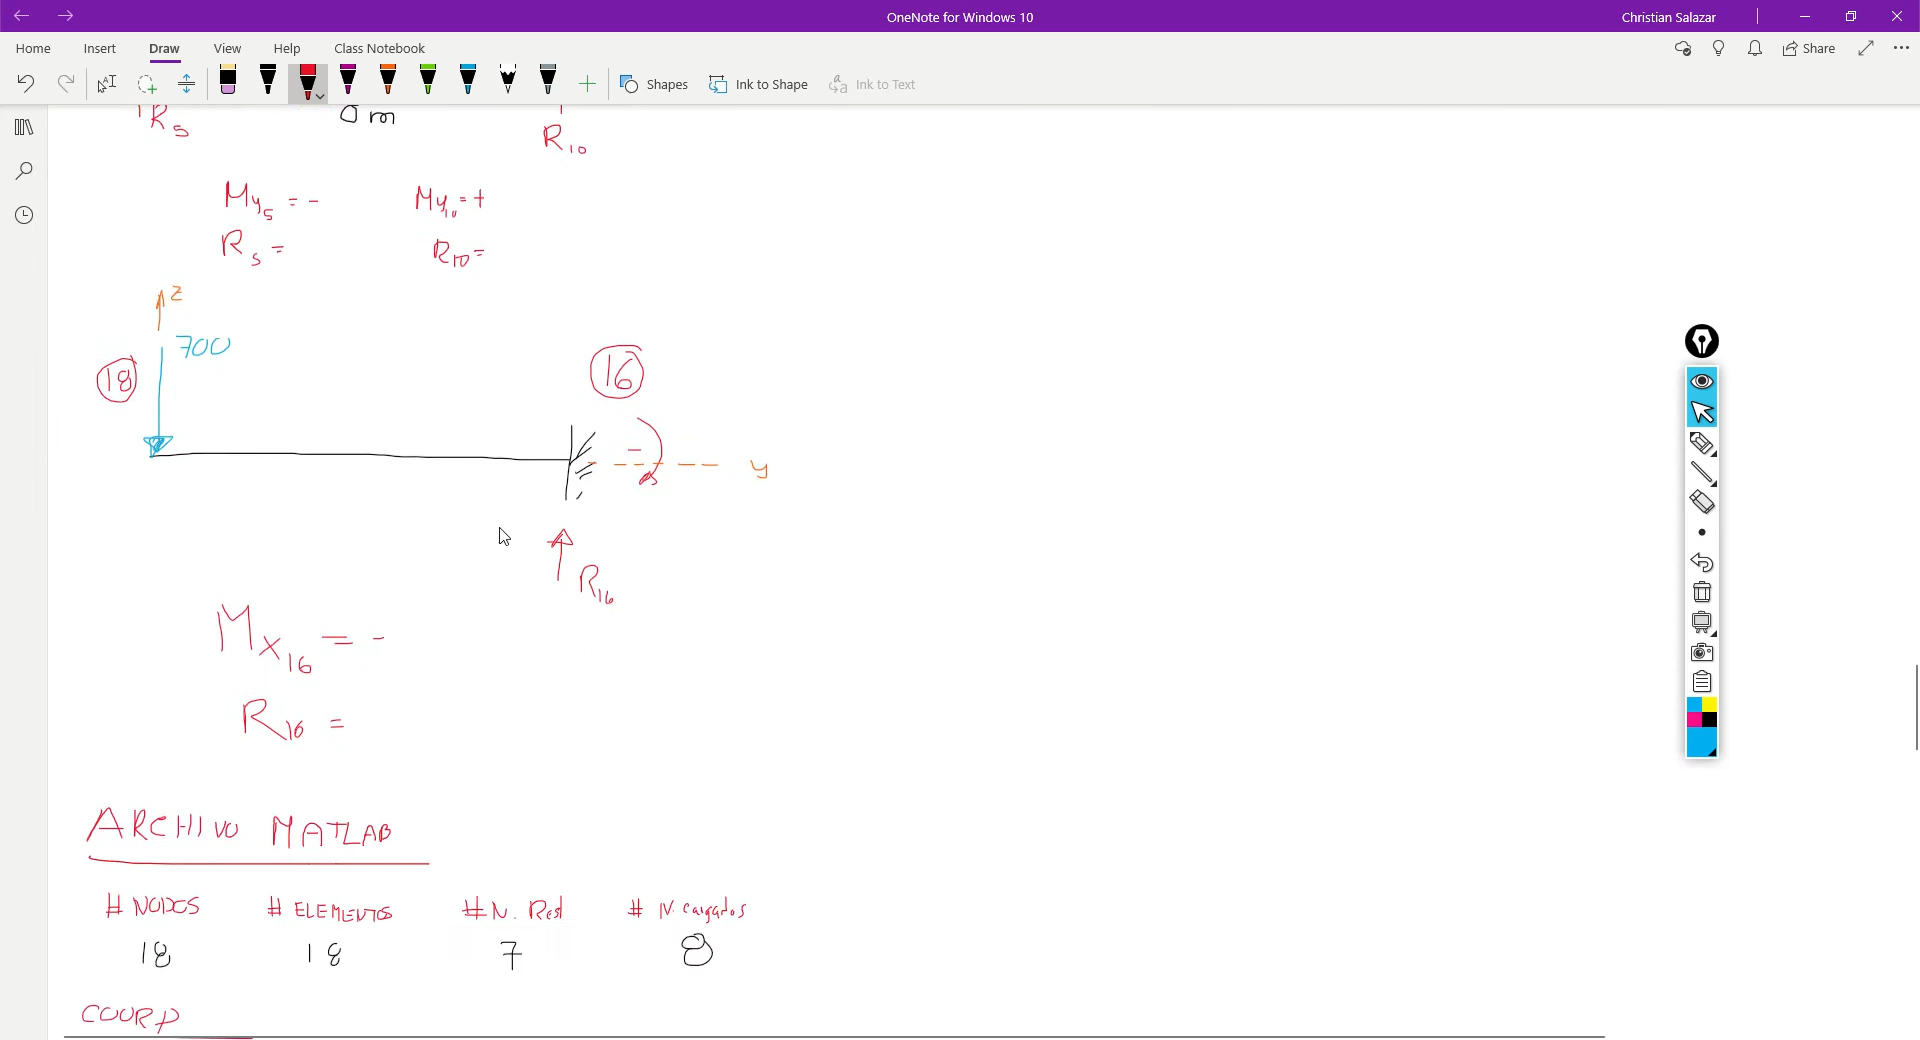 OneNote for Windows 10
Christian Salazar
Home Insert Draw View Help Class Notebook
Share
Shapes Ink to Shape Ink to Text
R5 m R10
My5 = - My10 = +
R5 = R10 =
z
700
18 16
- y
R16
Mx16 = -
R16 =
ARCHIVO MATLAB
# NODOS # ELEMENTOS # N. Rest # N. cargados
18 18 7 8
COORD